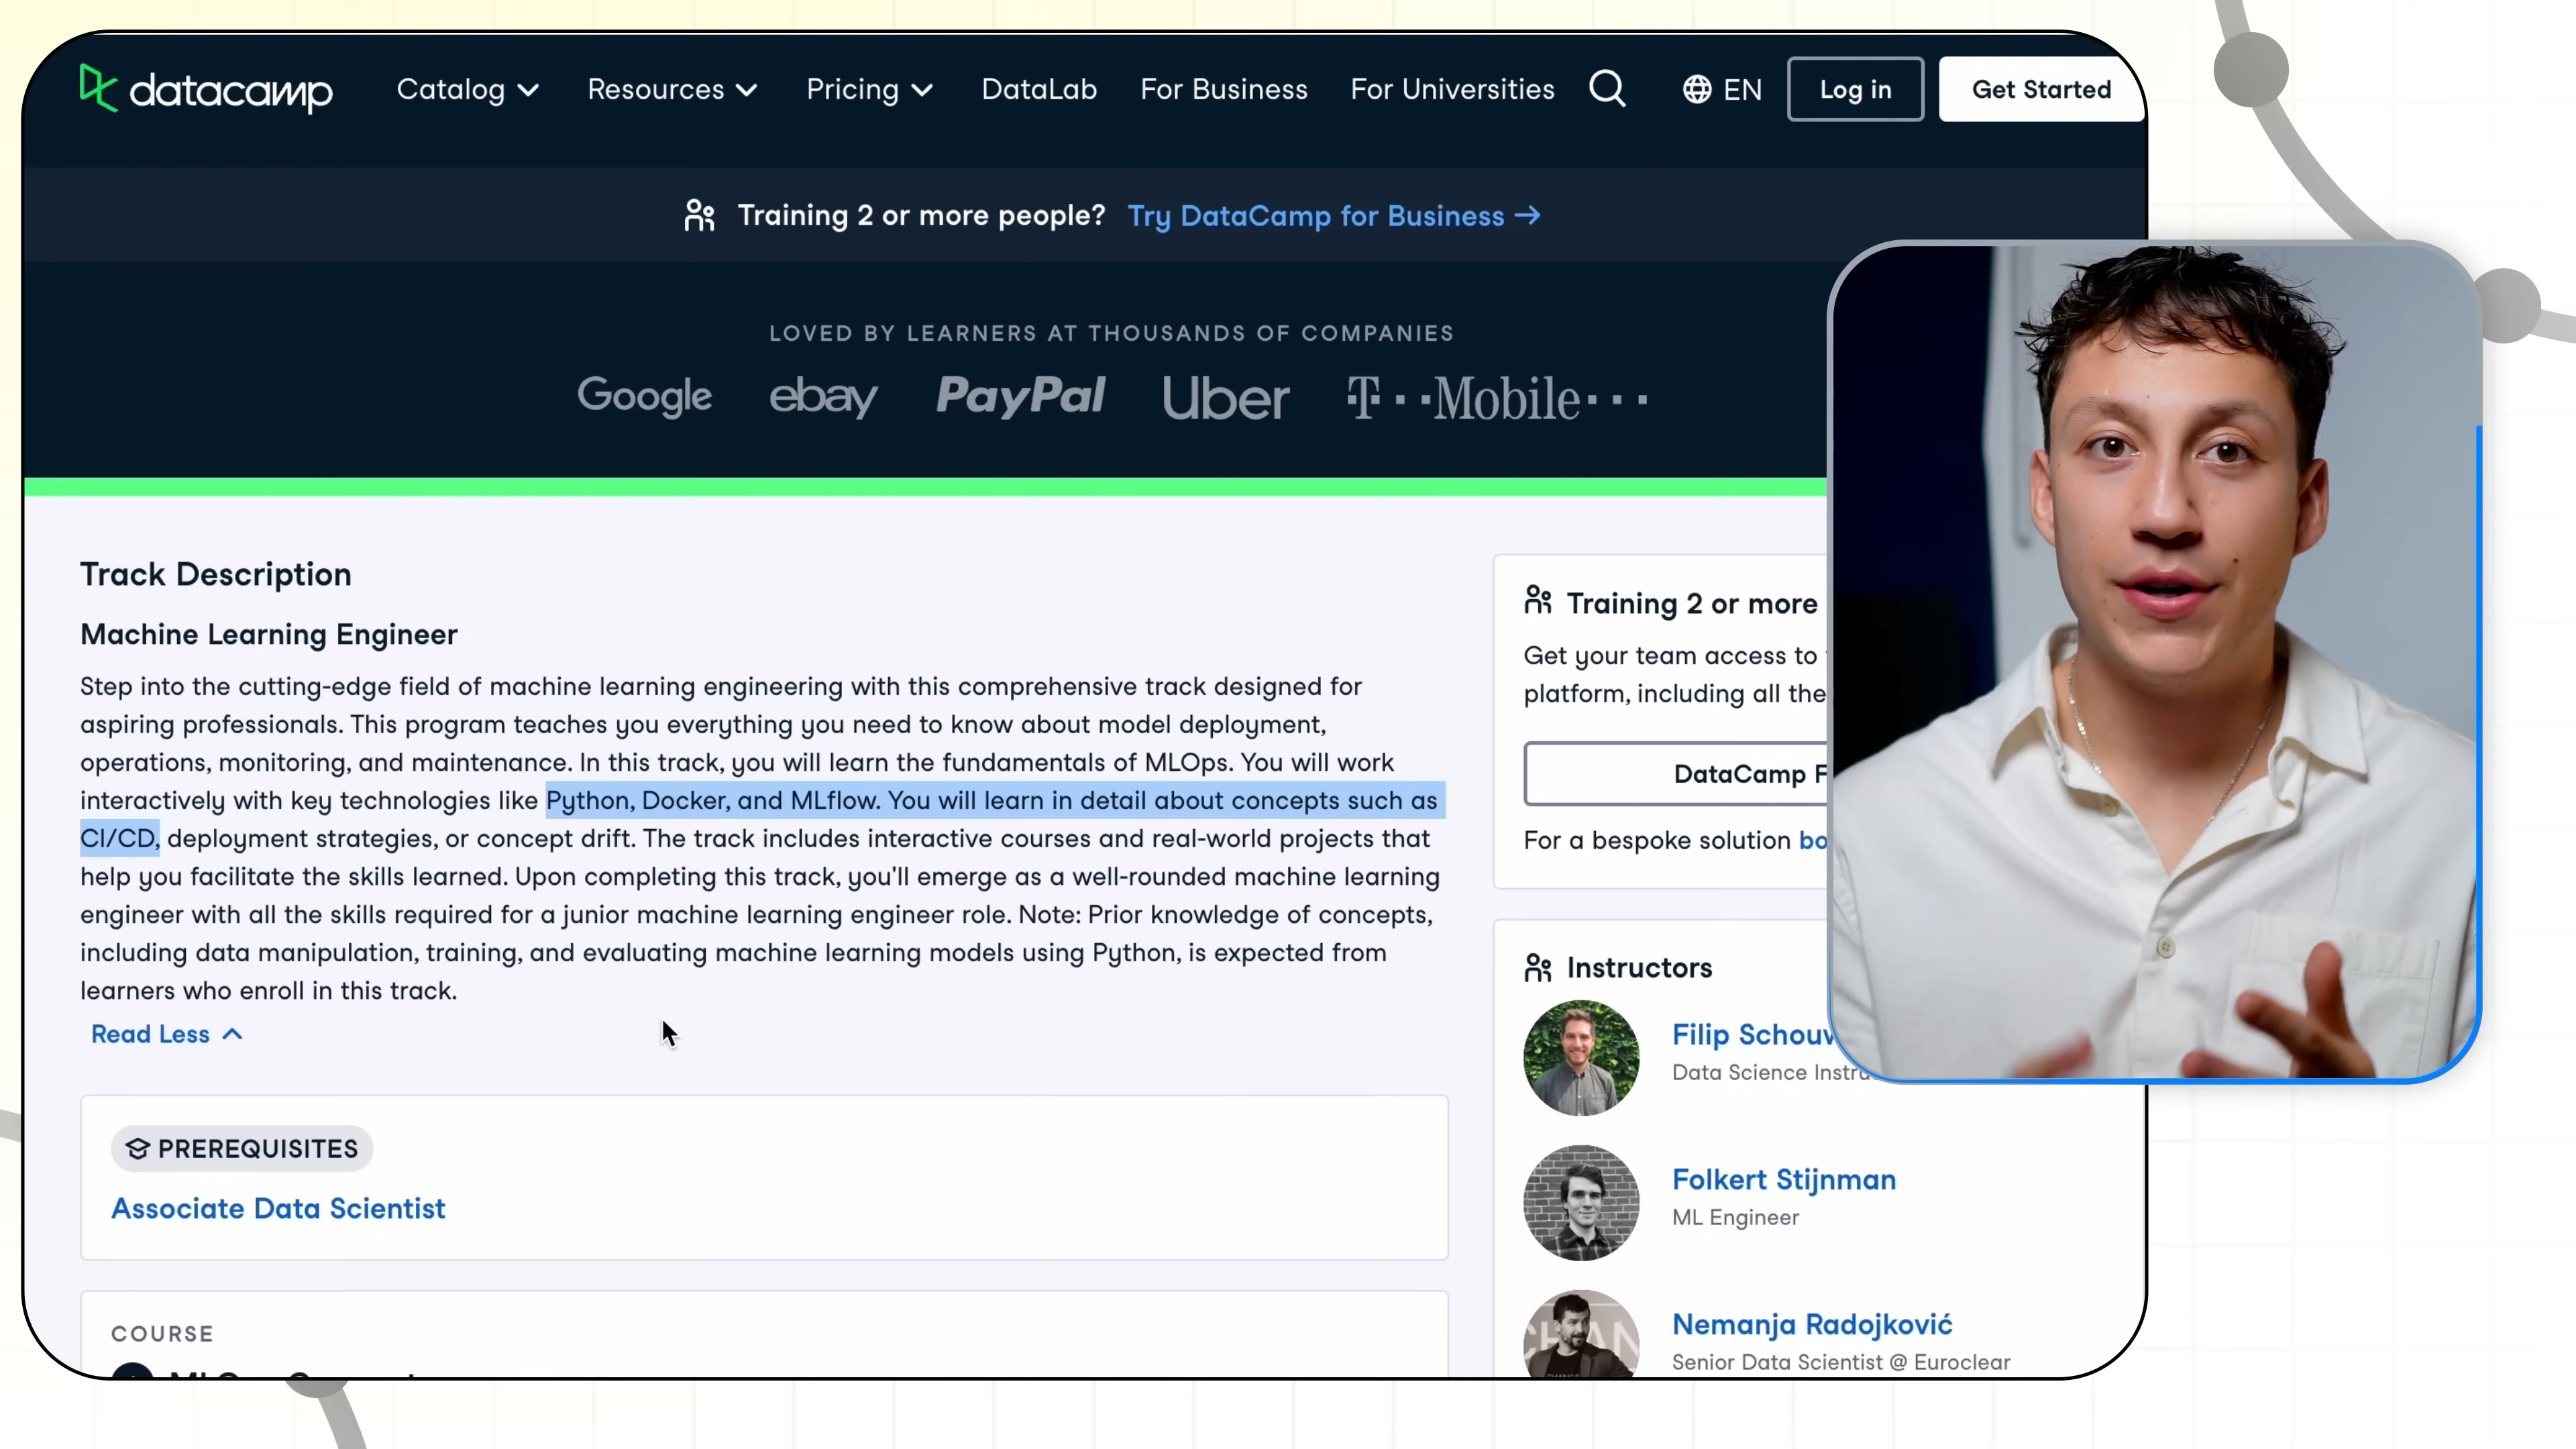 datacamp
Catalog
Resources
Pricing
DataLab
For Business
For Universities
EN
Log in
Get Started
Training 2 or more people? Try DataCamp for Business →
LOVED BY LEARNERS AT THOUSANDS OF COMPANIES
Google
ebay
PayPal
Uber
T··Mobile···
Track Description
Machine Learning Engineer
Step into the cutting-edge field of machine learning engineering with this comprehensive track designed for
aspiring professionals. This program teaches you everything you need to know about model deployment,
operations, monitoring, and maintenance. In this track, you will learn the fundamentals of MLOps. You will work
interactively with key technologies like Python, Docker, and MLflow. You will learn in detail about concepts such as
CI/CD, deployment strategies, or concept drift. The track includes interactive courses and real-world projects that
help you facilitate the skills learned. Upon completing this track, you'll emerge as a well-rounded machine learning
engineer with all the skills required for a junior machine learning engineer role. Note: Prior knowledge of concepts,
including data manipulation, training, and evaluating machine learning models using Python, is expected from
learners who enroll in this track.
Read Less
PREREQUISITES
Associate Data Scientist
COURSE
Training 2 or more
Get your team access to
platform, including all the
DataCamp F
For a bespoke solution bo
Instructors
Filip Schouw
Data Science Instru
Folkert Stijnman
ML Engineer
Nemanja Radojković
Senior Data Scientist @ Euroclear